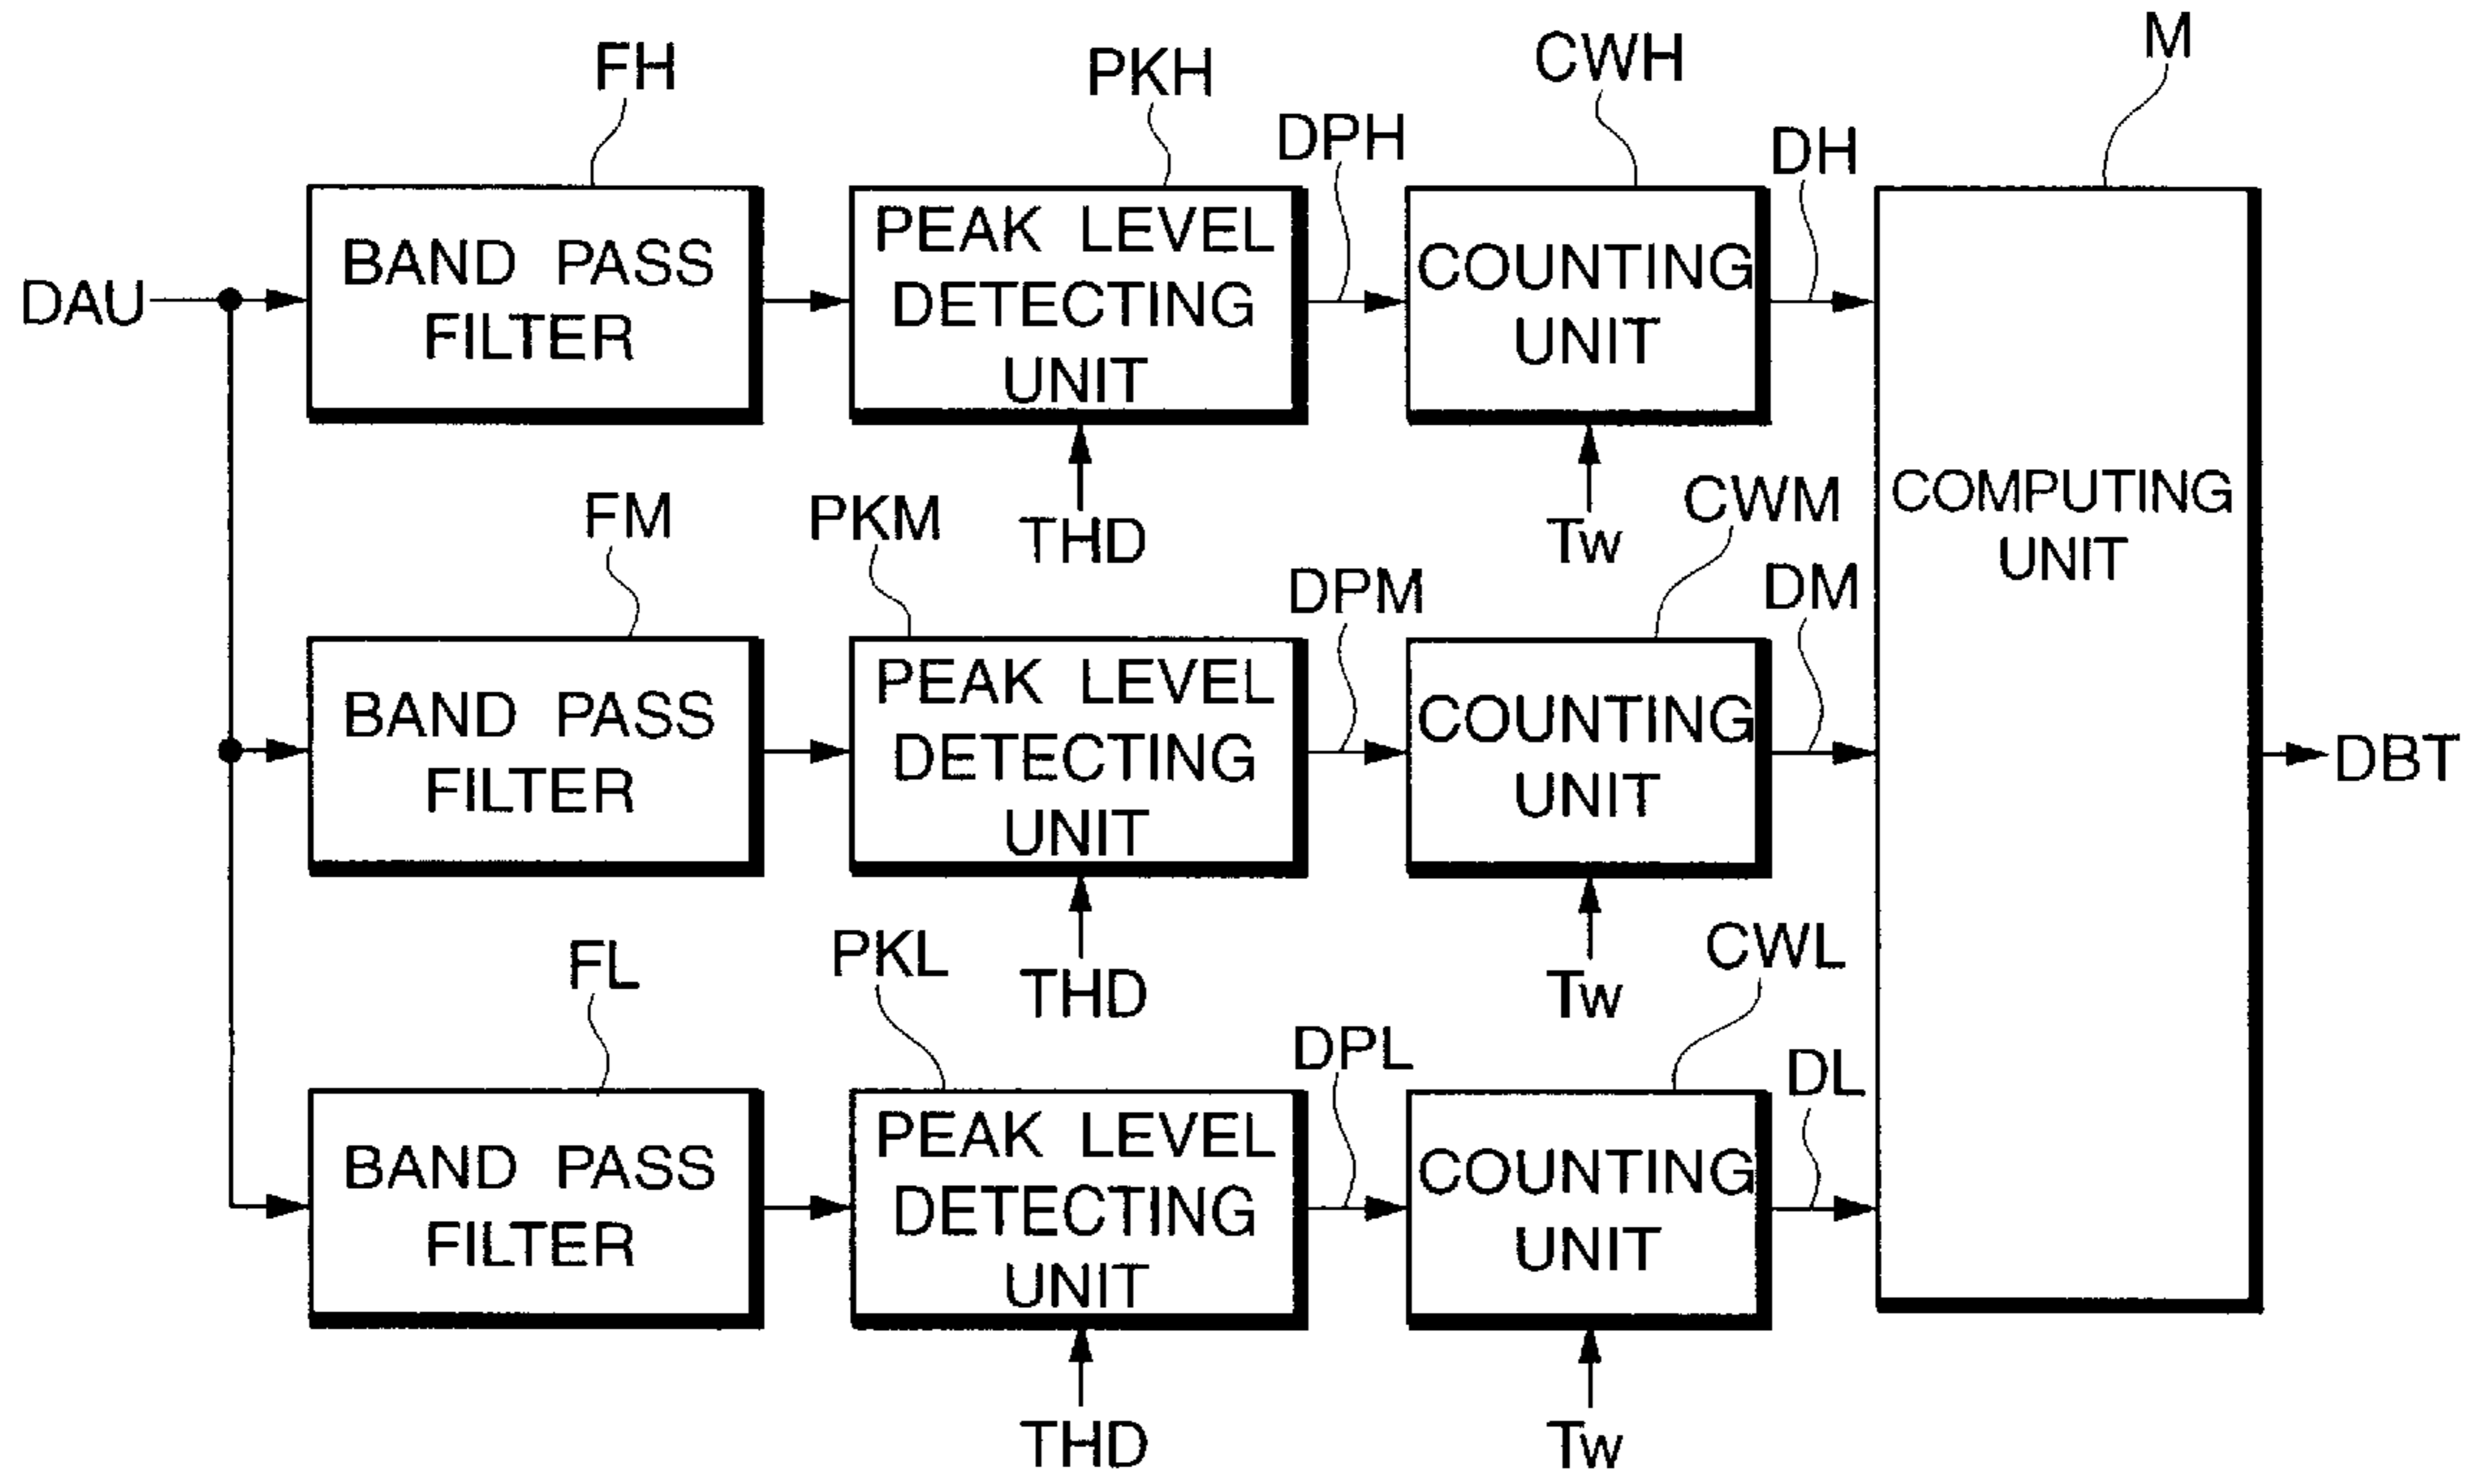 FH
PKH
CWH
M
DPH
DH
DAU
BAND PASS
FILTER
PEAK LEVEL
DETECTING
UNIT
COUNTING
UNIT
COMPUTING
UNIT
THD
Tw
FM
PKM
DPM
CWM
DM
BAND PASS
FILTER
PEAK LEVEL
DETECTING
UNIT
COUNTING
UNIT
DBT
THD
Tw
FL
PKL
DPL
CWL
DL
BAND PASS
FILTER
PEAK LEVEL
DETECTING
UNIT
COUNTING
UNIT
THD
Tw